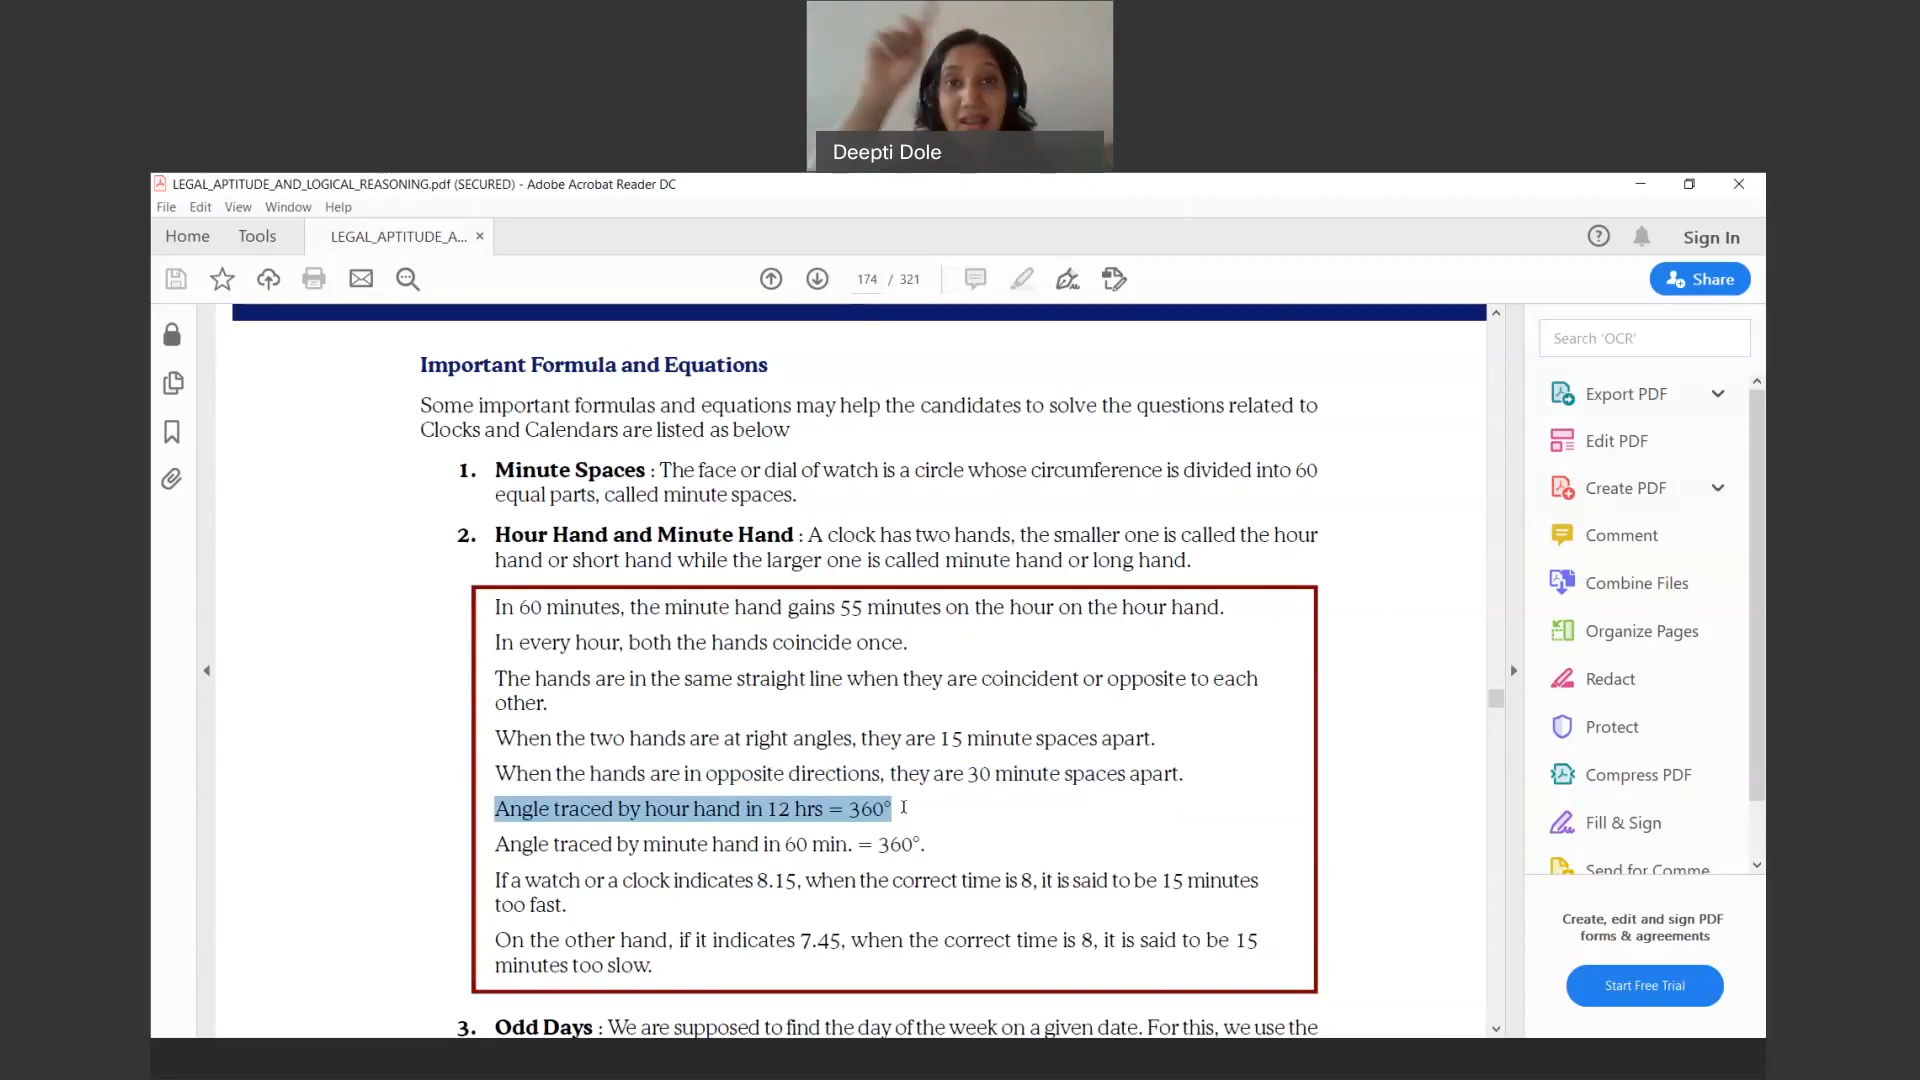 Deepti Dole
LEGAL_APTITUDE_AND_LOGICAL_REASONING.pdf (SECURED) - Adobe Acrobat Reader DC
File Edit View Window Help
Home Tools LEGAL_APTITUDE_A... × Sign In
174 / 321 Share
Search 'OCR'
Export PDF
Edit PDF
Create PDF
Comment
Combine Files
Organize Pages
Redact
Protect
Compress PDF
Fill & Sign
Send for Comme
Create, edit and sign PDF
forms & agreements
Start Free Trial
Important Formula and Equations
Some important formulas and equations may help the candidates to solve the questions related to
Clocks and Calendars are listed as below
1. Minute Spaces : The face or dial of watch is a circle whose circumference is divided into 60
equal parts, called minute spaces.
2. Hour Hand and Minute Hand : A clock has two hands, the smaller one is called the hour
hand or short hand while the larger one is called minute hand or long hand.
In 60 minutes, the minute hand gains 55 minutes on the hour on the hour hand.
In every hour, both the hands coincide once.
The hands are in the same straight line when they are coincident or opposite to each
other.
When the two hands are at right angles, they are 15 minute spaces apart.
When the hands are in opposite directions, they are 30 minute spaces apart.
Angle traced by hour hand in 12 hrs = 360°
Angle traced by minute hand in 60 min. = 360°.
If a watch or a clock indicates 8.15, when the correct time is 8, it is said to be 15 minutes
too fast.
On the other hand, if it indicates 7.45, when the correct time is 8, it is said to be 15
minutes too slow.
3. Odd Days : We are supposed to find the day of the week on a given date. For this, we use the